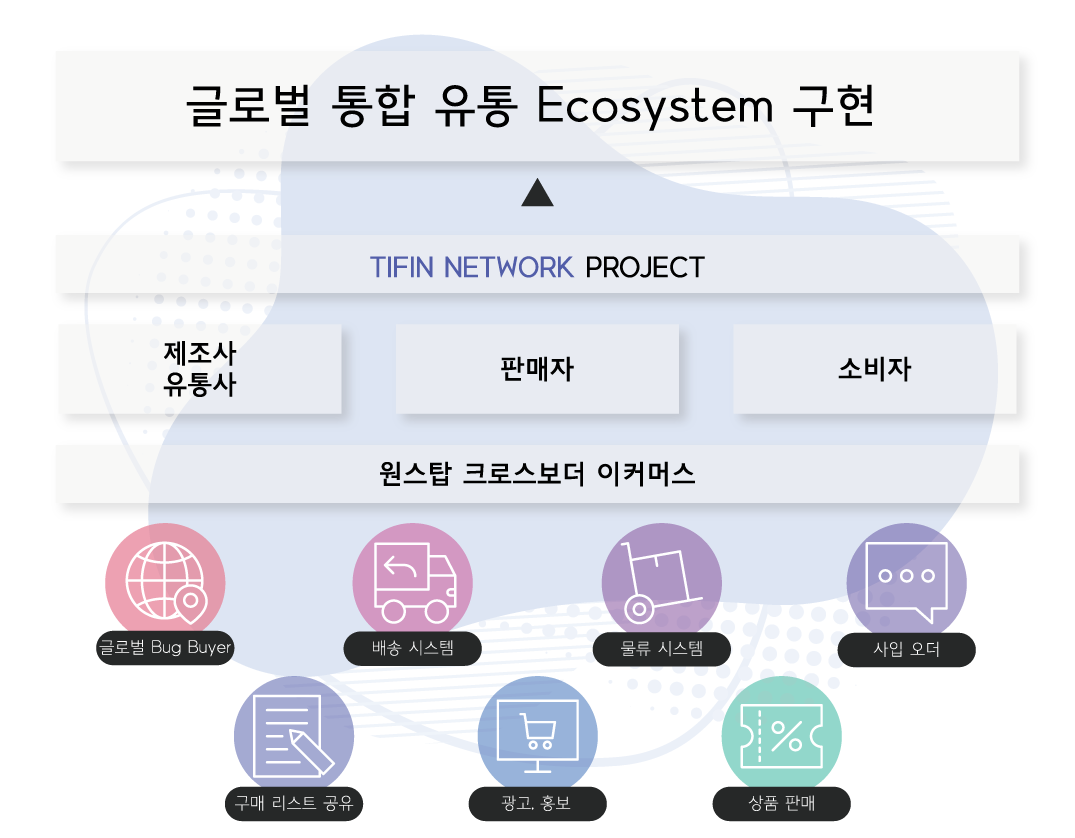 글로벌 통합 유통 Ecosystem 구현
TIFIN NETWORK PROJECT
제조사
유통사
판매자
소비자
원스탑 크로스보더 이커머스
글로벌 Bug Buyer
배송 시스템
물류 시스템
사입 오더
구매 리스트 공유
광고. 홍보
상품 판매